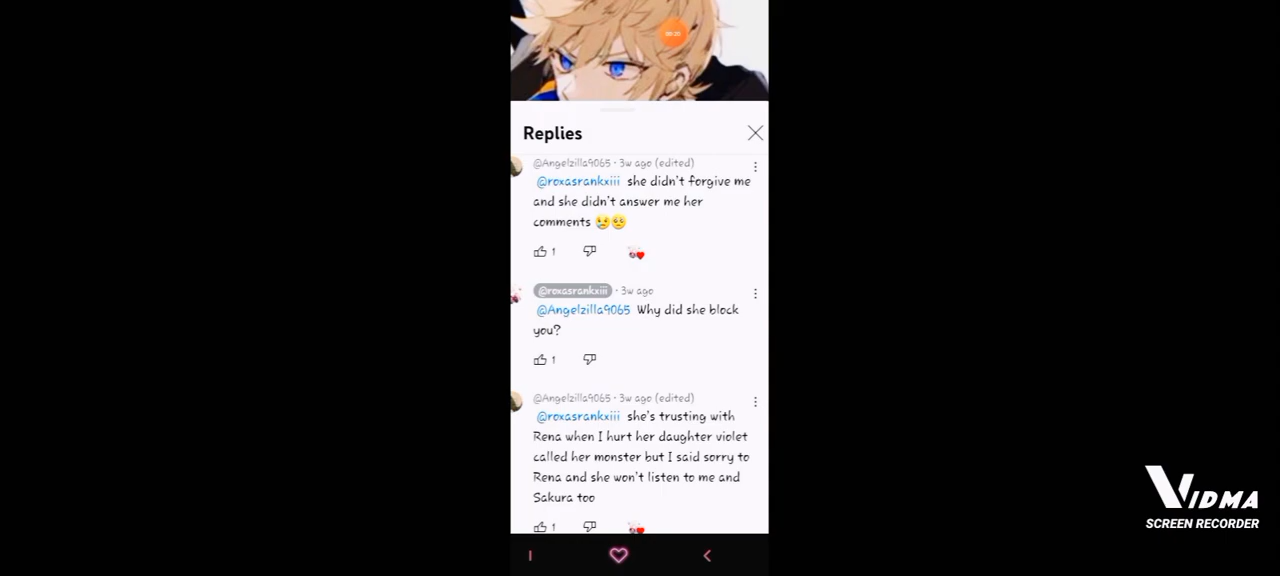 00:20
Replies
@Angelzilla9065 · 3w ago (edited)
@roxasrankxiii she didn't forgive me
and she didn't answer me her
comments 😢🥺
1
@roxasrankxiii · 3w ago
@Angelzilla9065 Why did she block
you?
1
@Angelzilla9065 · 3w ago (edited)
@roxasrankxiii she's trusting with
Rena when I hurt her daughter violet
called her monster but I said sorry to
Rena and she won't listen to me and
Sakura too
1
VIDMA
SCREEN RECORDER